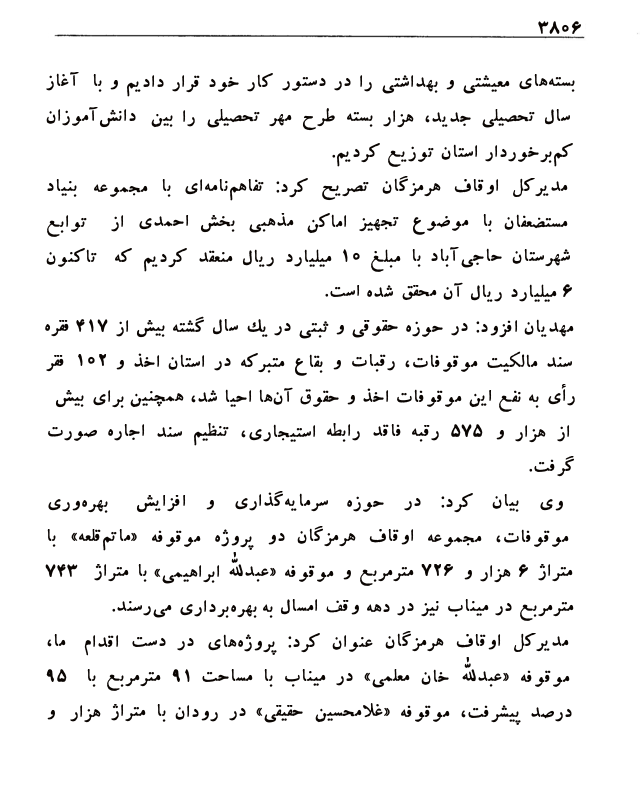 ۳۸۰۶
بسته‌های معیشتی و بهداشتی را در دستور کار خود قرار دادیم و با آغاز
سال تحصیلی جدید، هزار بسته طرح مهر تحصیلی را بین دانش‌آموزان
کم‌برخوردار استان توزیع کردیم.
مدیرکل اوقاف هرمزگان تصریح کرد: تفاهم‌نامه‌ای با مجموعه بنیاد
مستضعفان با موضوع تجهیز اماکن مذهبی بخش احمدی از توابع
شهرستان حاجی‌آباد با مبلغ ۱۰ میلیارد ریال منعقد کردیم که تاکنون
۶ میلیارد ریال آن محقق شده است.
مهدیان افزود: در حوزه حقوقی و ثبتی در یك سال گشته بیش از ۴۱۷ فقره
سند مالکیت موقوفات، رقبات و بقاع متبرکه در استان اخذ و ۱۰۲ فقر
رأی به نفع این موقوفات اخذ و حقوق آن‌ها احیا شد، همچنین برای بیش
از هزار و ۵۷۵ رقبه فاقد رابطه استیجاری، تنظیم سند اجاره صورت
گرفت.
وی بیان کرد: در حوزه سرمایه‌گذاری و افزایش بهره‌وری
موقوفات، مجموعه اوقاف هرمزگان دو پروژه موقوفه «ماتم‌قلعه» با
متراژ ۶ هزار و ۷۲۶ مترمربع و موقوفه «عبدالله ابراهیمی» با متراژ ۷۴۳
مترمربع در میناب نیز در دهه وقف امسال به بهره‌برداری می‌رسند.
مدیرکل اوقاف هرمزگان عنوان کرد: پروژه‌های در دست اقدام ما،
موقوفه «عبدالله خان معلمی» در میناب با مساحت ۹۱ مترمربع با ۹۵
درصد پیشرفت، موقوفه «غلامحسین حقیقی» در رودان با متراژ هزار و